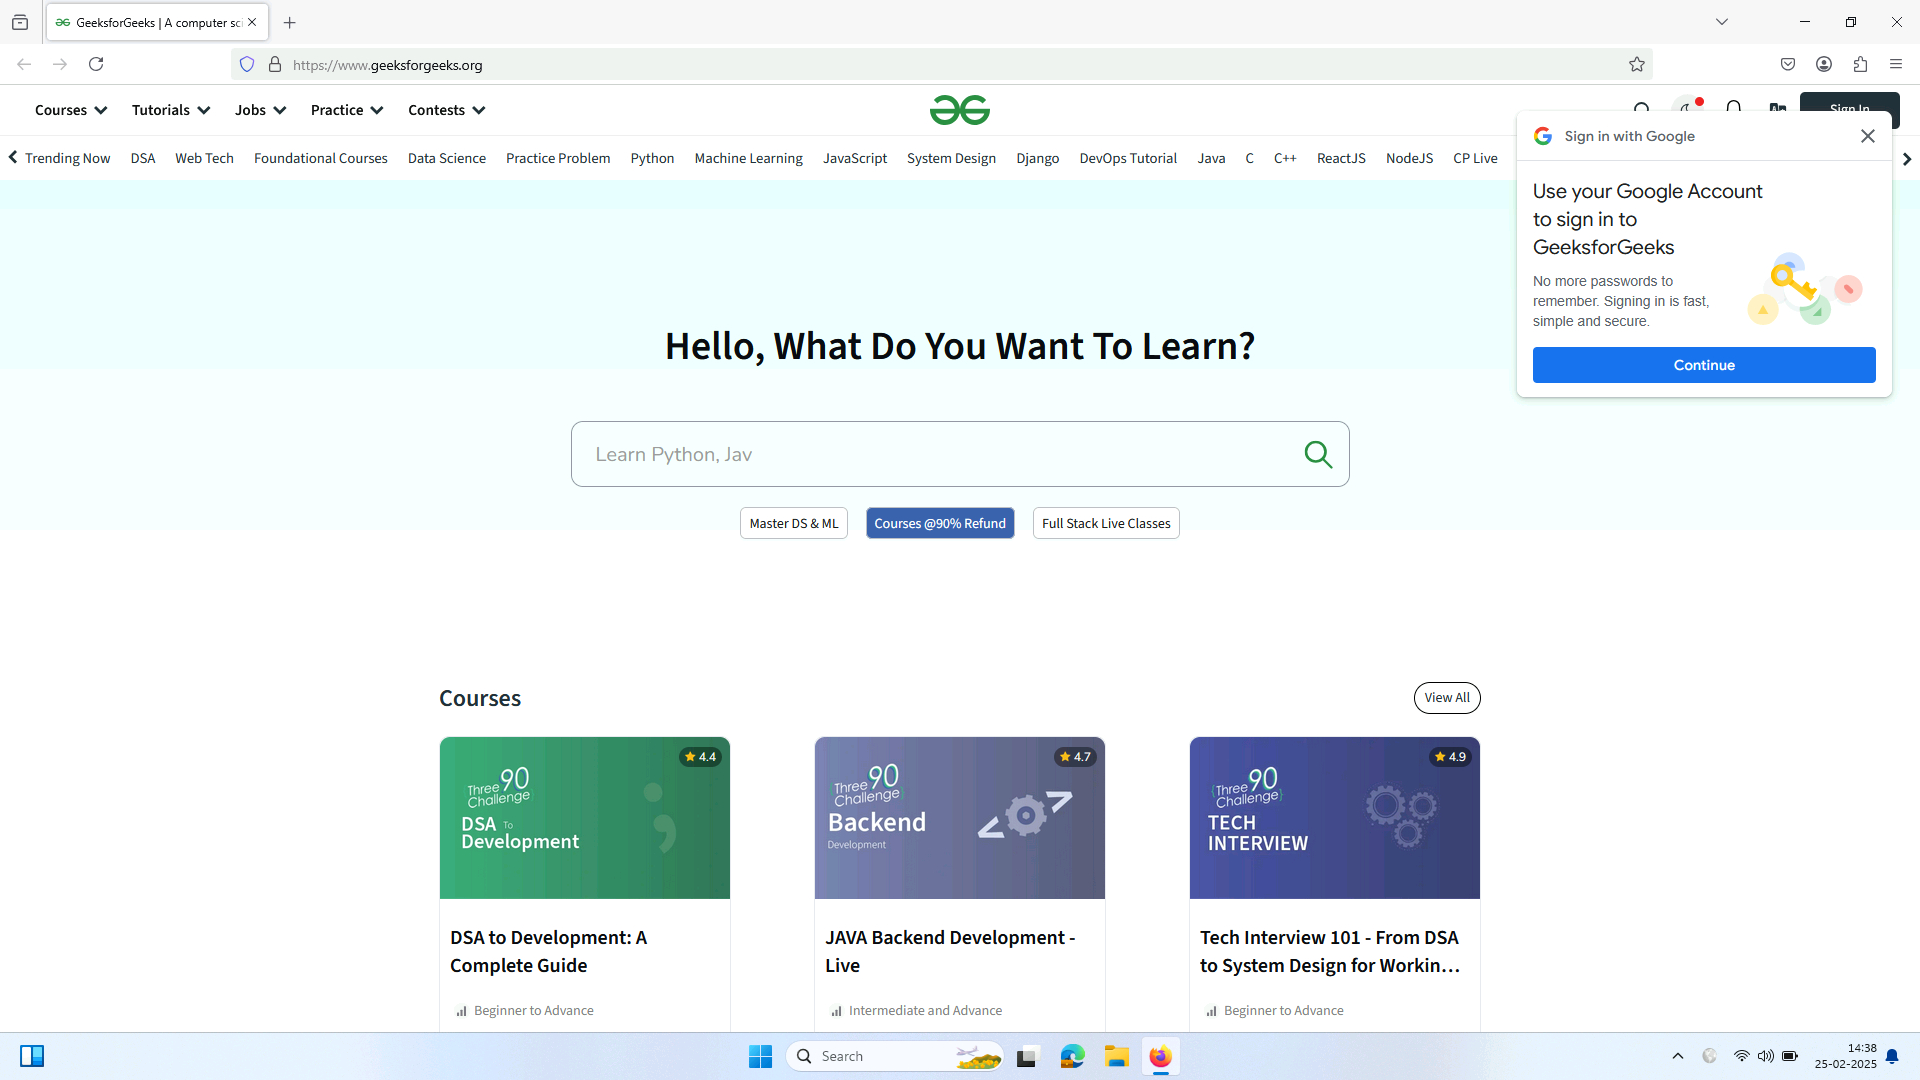 GeeksforGeeks | A computer sc
https://www.geeksforgeeks.org
Courses Tutorials Jobs Practice Contests
Sign In
Trending Now DSA Web Tech Foundational Courses Data Science Practice Problem Python Machine Learning JavaScript System Design Django DevOps Tutorial Java C C++ ReactJS NodeJS CP Live
Sign in with Google
Use your Google Account
to sign in to
GeeksforGeeks
No more passwords to
remember. Signing in is fast,
simple and secure.
Continue
Hello, What Do You Want To Learn?
Learn Python, Jav
Master DS & ML Courses @90% Refund Full Stack Live Classes
Courses
View All
4.4
Three 90
Challenge
DSA To
Development
DSA to Development: A
Complete Guide
Beginner to Advance
4.7
Three 90
Challenge
Backend
Development
JAVA Backend Development -
Live
Intermediate and Advance
4.9
{Three 90
Challenge}
TECH
INTERVIEW
Tech Interview 101 - From DSA
to System Design for Workin...
Beginner to Advance
Search
14:38
25-02-2025